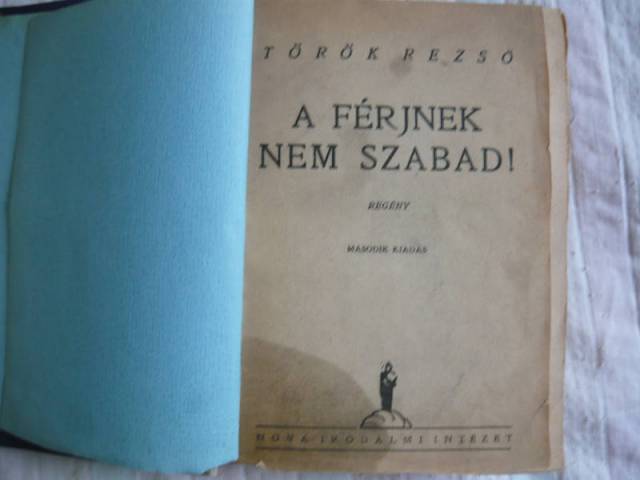 TÖRÖK REZSŐ
A FÉRJNEK
NEM SZABAD!
REGÉNY
MÁSODIK KIADÁS
NOVA IRODALMI INTÉZET